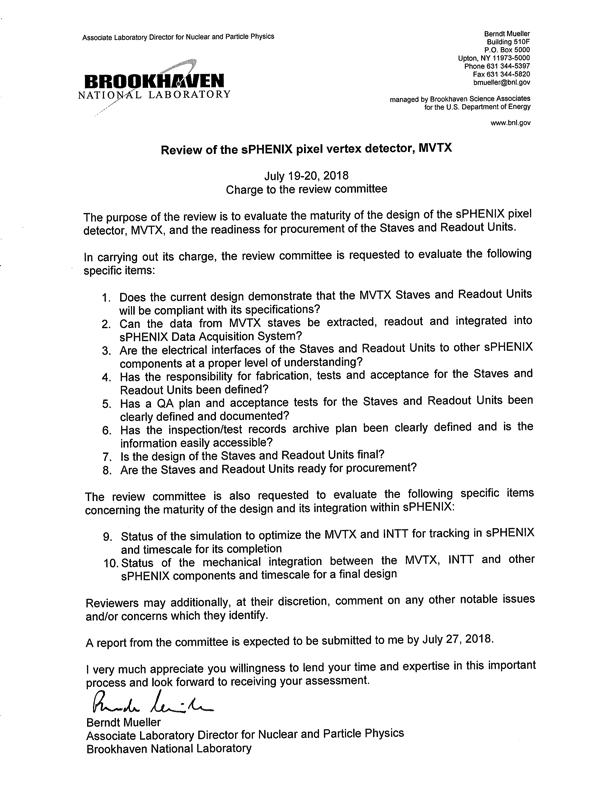 Associate Laboratory Director for Nuclear and Particle Physics
Berndt Mueller
Building 510F
P.O. Box 5000
Upton, NY 11973-5000
Phone 631 344-5397
Fax 631 344-5820
bmueller@bnl.gov
managed by Brookhaven Science Associates
for the U.S. Department of Energy
www.bnl.gov
BROOKHAVEN
NATIONAL LABORATORY
Review of the sPHENIX pixel vertex detector, MVTX
July 19-20, 2018
Charge to the review committee
The purpose of the review is to evaluate the maturity of the design of the sPHENIX pixel
detector, MVTX, and the readiness for procurement of the Staves and Readout Units.
In carrying out its charge, the review committee is requested to evaluate the following
specific items:
1. Does the current design demonstrate that the MVTX Staves and Readout Units
will be compliant with its specifications?
2. Can the data from MVTX staves be extracted, readout and integrated into
sPHENIX Data Acquisition System?
3. Are the electrical interfaces of the Staves and Readout Units to other sPHENIX
components at a proper level of understanding?
4. Has the responsibility for fabrication, tests and acceptance for the Staves and
Readout Units been defined?
5. Has a QA plan and acceptance tests for the Staves and Readout Units been
clearly defined and documented?
6. Has the inspection/test records archive plan been clearly defined and is the
information easily accessible?
7. Is the design of the Staves and Readout Units final?
8. Are the Staves and Readout Units ready for procurement?
The review committee is also requested to evaluate the following specific items
concerning the maturity of the design and its integration within sPHENIX:
9. Status of the simulation to optimize the MVTX and INTT for tracking in sPHENIX
and timescale for its completion
10. Status of the mechanical integration between the MVTX, INTT and other
sPHENIX components and timescale for a final design
Reviewers may additionally, at their discretion, comment on any other notable issues
and/or concerns which they identify.
A report from the committee is expected to be submitted to me by July 27, 2018.
I very much appreciate you willingness to lend your time and expertise in this important
process and look forward to receiving your assessment.
Berndt Mueller
Associate Laboratory Director for Nuclear and Particle Physics
Brookhaven National Laboratory